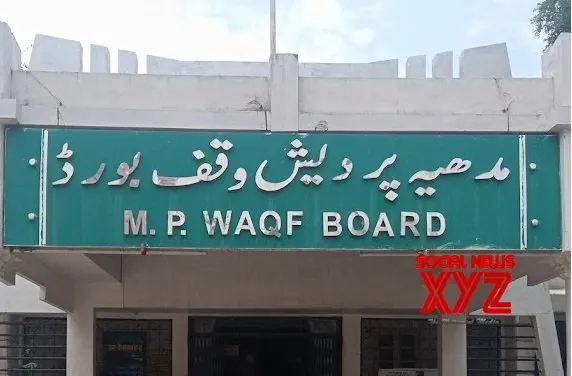 مدھیہ پردیش وقف بورڈ
M. P. WAQF BOARD
SOCIAL NEWS
XYZ